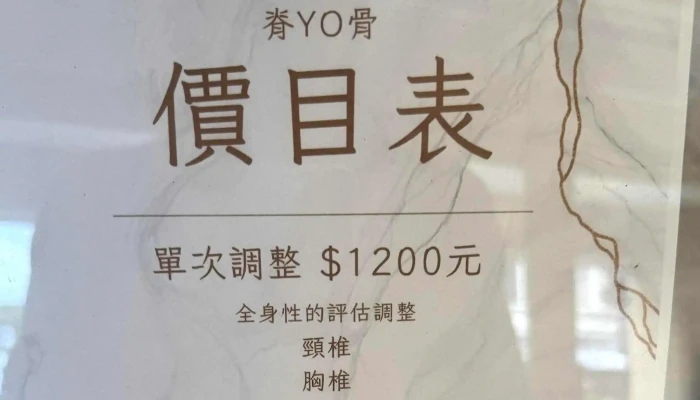 脊YO骨
價目表
單次調整 $1200元
全身性的評估調整
頸椎
胸椎